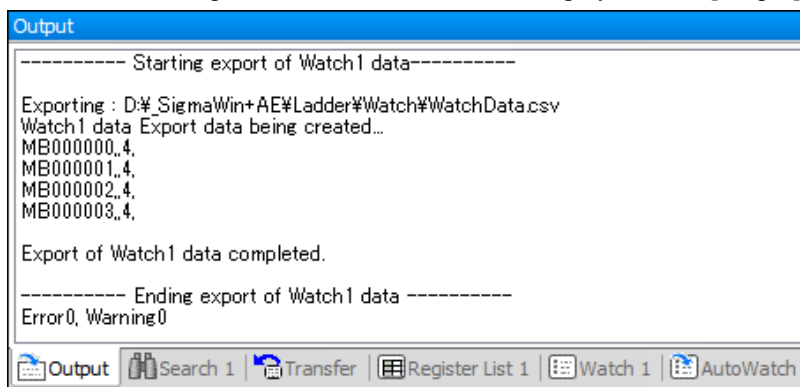 Output
---------- Starting export of Watch1 data----------
Exporting : D:¥_SigmaWin+AE¥Ladder¥Watch¥WatchData.csv
Watch1 data Export data being created...
MB000000,,4,
MB000001,,4,
MB000002,,4,
MB000003,,4,
Export of Watch1 data completed.
---------- Ending export of Watch1 data ----------
Error0, Warning0
Output Search 1 Transfer Register List 1 Watch 1 AutoWatch